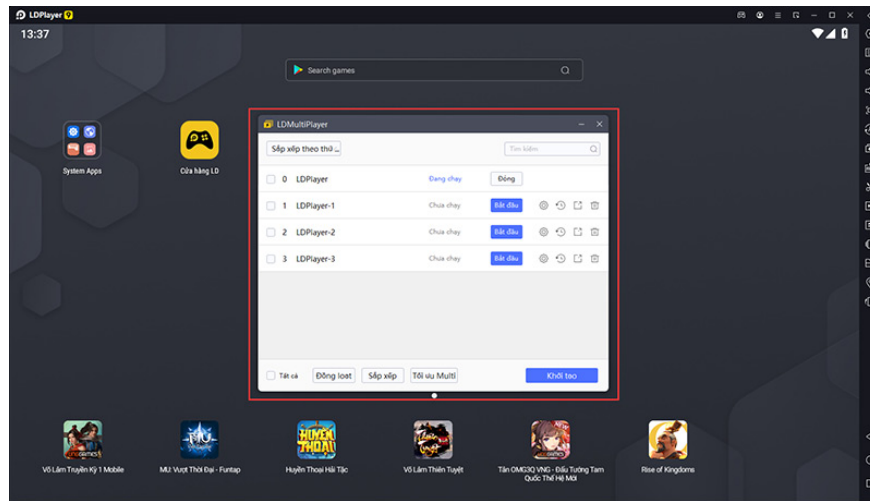 LDPlayer 9
13:37
Search games
LDMultiPlayer
Sắp xếp theo thứ ...
Tìm kiếm
0 LDPlayer Đang chạy Đóng
1 LDPlayer-1 Chưa chạy Bắt đầu
2 LDPlayer-2 Chưa chạy Bắt đầu
3 LDPlayer-3 Chưa chạy Bắt đầu
Tất cả Đồng loạt Sắp xếp Tối ưu Multi Khởi tạo
System Apps
Cửa hàng LD
HUYỀN THOẠI
Võ Lâm Truyền Kỳ 1 Mobile
MU: Vượt Thời Đại - Funtap
Huyền Thoại Hải Tặc
Võ Lâm Thiên Tuyệt
Tân OMG3Q VNG - Đấu Tướng Tam
Quốc Thế Hệ Mới
Rise of Kingdoms